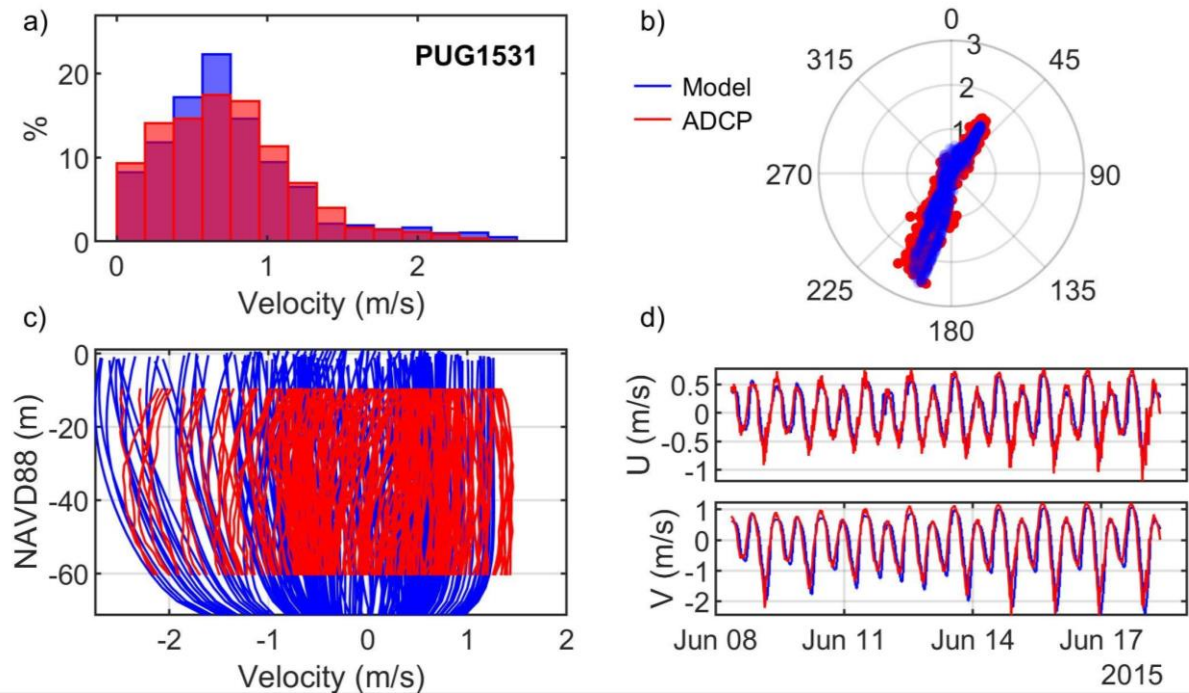 a)
PUG1531
%
20
10
0
0 1 2
Velocity (m/s)
b)
Model
ADCP
0
45
90
135
180
225
270
315
3
2
1
c)
NAVD88 (m)
0
-20
-40
-60
-2 -1 0 1 2
Velocity (m/s)
d)
U (m/s)
0.5
0
-0.5
-1
V (m/s)
1
0
-1
-2
Jun 08 Jun 11 Jun 14 Jun 17
2015